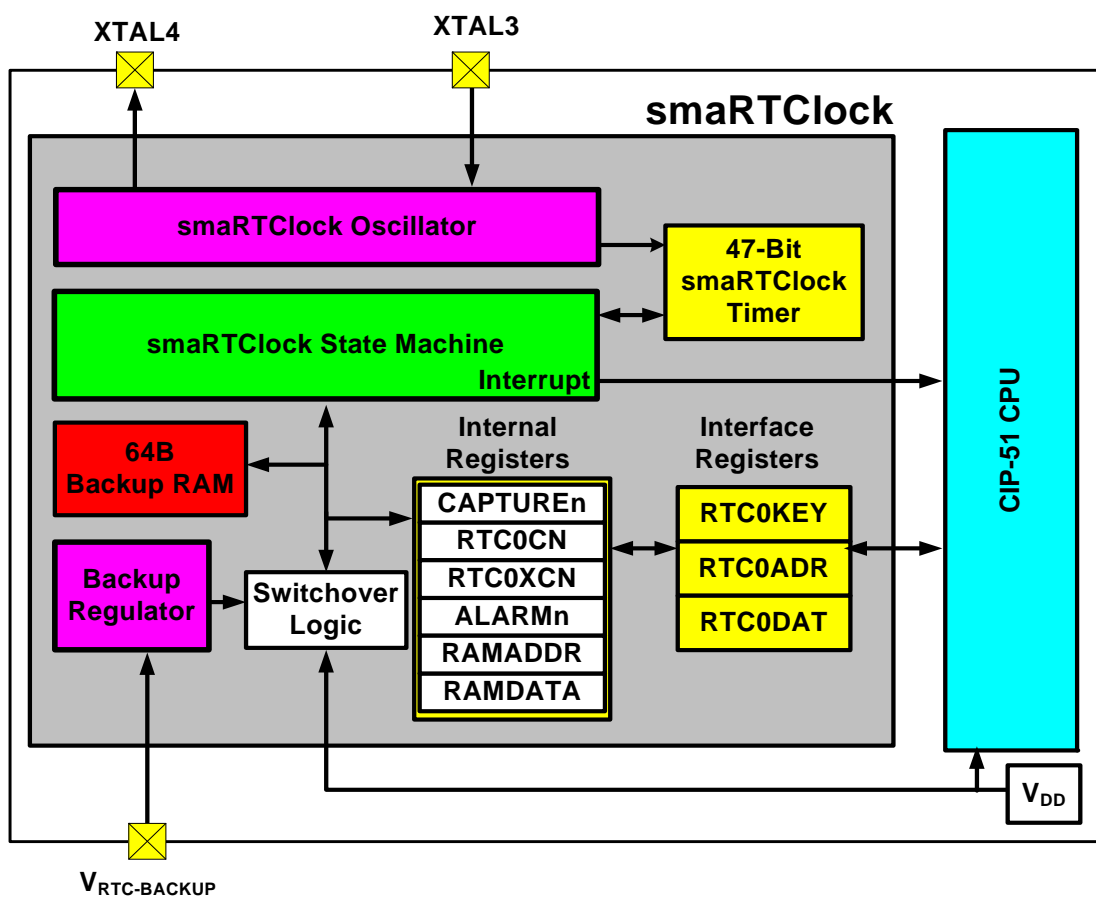 XTAL4
XTAL3
smaRTClock
smaRTClock Oscillator
47-Bit
smaRTClock
Timer
smaRTClock State Machine
Interrupt
CIP-51 CPU
64B
Backup RAM
Internal
Registers
Interface
Registers
CAPTUREn
RTC0CN
RTC0XCN
ALARMn
RAMADDR
RAMDATA
RTC0KEY
RTC0ADR
RTC0DAT
Backup
Regulator
Switchover
Logic
VDD
VRTC-BACKUP